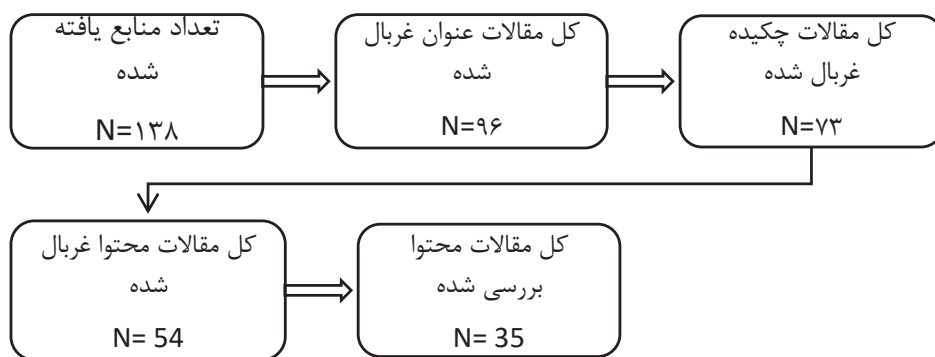 تعداد منابع یافته
شده
N=۱۳۸
کل مقالات عنوان غربال
شده
N=۹۶
کل مقالات چکیده
غربال شده
N=۷۳
کل مقالات محتوا غربال
شده
N= 54
کل مقالات محتوا
بررسی شده
N= 35